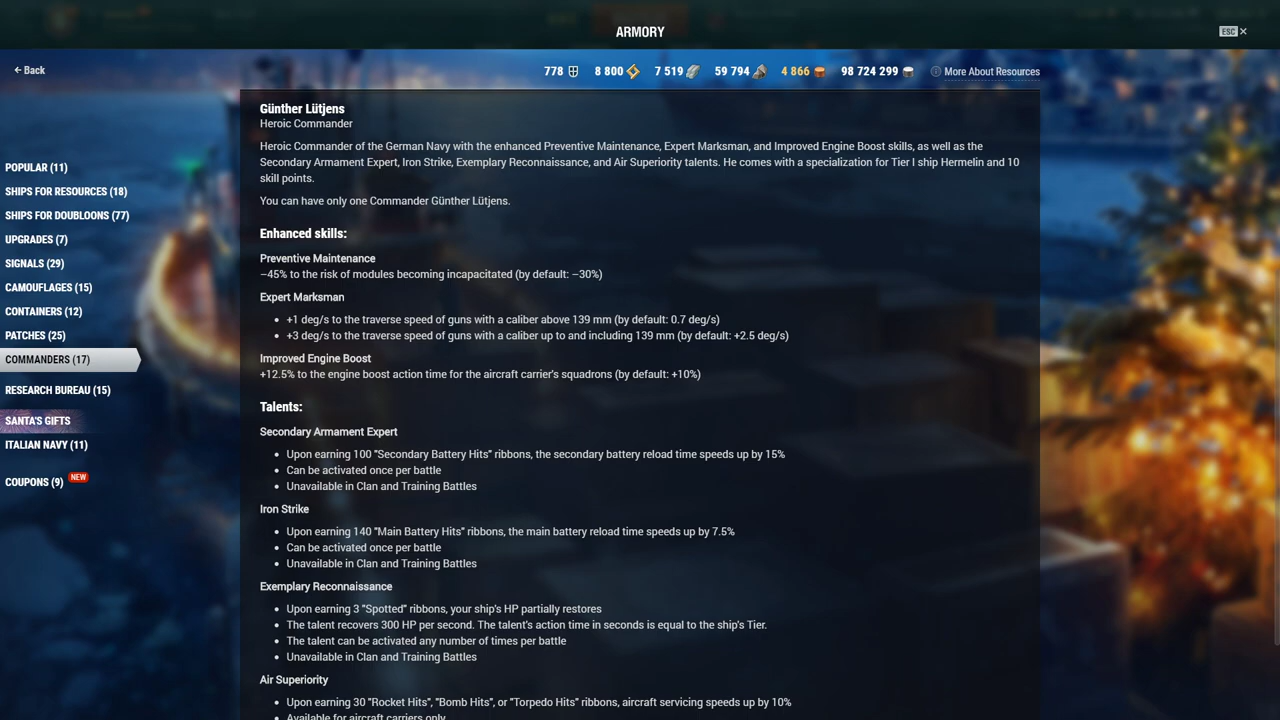 ARMORY
ESC ×
← Back
778 8 800 7 519 59 794 4 866 98 724 299 More About Resources
Günther Lütjens
Heroic Commander
Heroic Commander of the German Navy with the enhanced Preventive Maintenance, Expert Marksman, and Improved Engine Boost skills, as well as the
Secondary Armament Expert, Iron Strike, Exemplary Reconnaissance, and Air Superiority talents. He comes with a specialization for Tier I ship Hermelin and 10
skill points.
You can have only one Commander Günther Lütjens.
Enhanced skills:
Preventive Maintenance
−45% to the risk of modules becoming incapacitated (by default: −30%)
Expert Marksman
• +1 deg/s to the traverse speed of guns with a caliber above 139 mm (by default: 0.7 deg/s)
• +3 deg/s to the traverse speed of guns with a caliber up to and including 139 mm (by default: +2.5 deg/s)
Improved Engine Boost
+12.5% to the engine boost action time for the aircraft carrier's squadrons (by default: +10%)
Talents:
Secondary Armament Expert
• Upon earning 100 "Secondary Battery Hits" ribbons, the secondary battery reload time speeds up by 15%
• Can be activated once per battle
• Unavailable in Clan and Training Battles
Iron Strike
• Upon earning 140 "Main Battery Hits" ribbons, the main battery reload time speeds up by 7.5%
• Can be activated once per battle
• Unavailable in Clan and Training Battles
Exemplary Reconnaissance
• Upon earning 3 "Spotted" ribbons, your ship's HP partially restores
• The talent recovers 300 HP per second. The talent's action time in seconds is equal to the ship's Tier.
• The talent can be activated any number of times per battle
• Unavailable in Clan and Training Battles
Air Superiority
• Upon earning 30 "Rocket Hits", "Bomb Hits", or "Torpedo Hits" ribbons, aircraft servicing speeds up by 10%
• Available for aircraft carriers only
POPULAR (11)
SHIPS FOR RESOURCES (18)
SHIPS FOR DOUBLOONS (77)
UPGRADES (7)
SIGNALS (29)
CAMOUFLAGES (15)
CONTAINERS (12)
PATCHES (25)
COMMANDERS (17)
RESEARCH BUREAU (15)
SANTA'S GIFTS
ITALIAN NAVY (11)
COUPONS (9) NEW